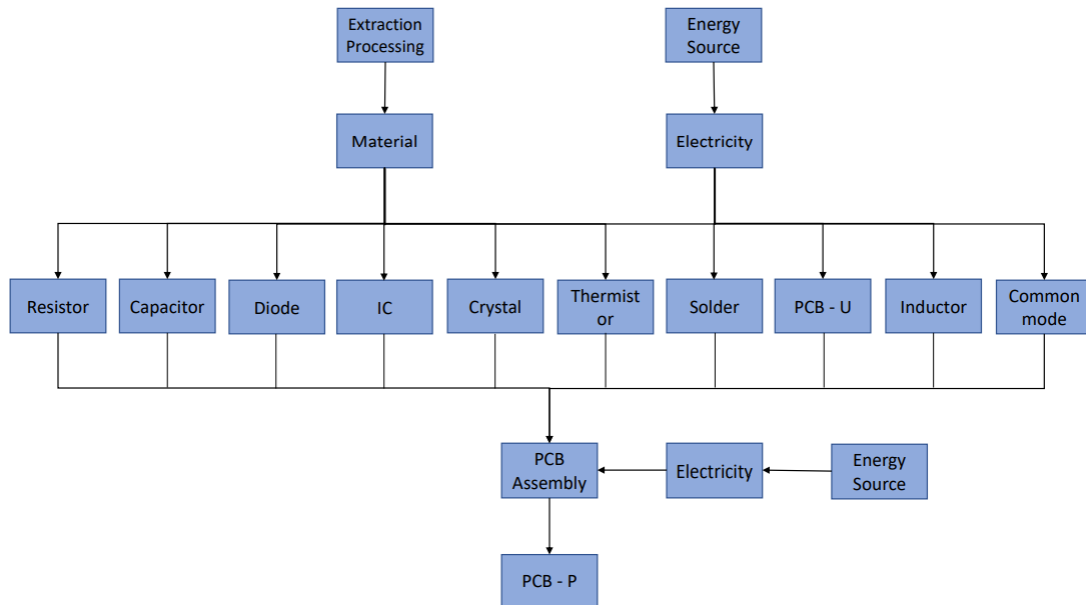 Extraction
Processing
Energy
Source
Material
Electricity
Resistor
Capacitor
Diode
IC
Crystal
Thermist
or
Solder
PCB - U
Inductor
Common
mode
PCB
Assembly
Electricity
Energy
Source
PCB - P